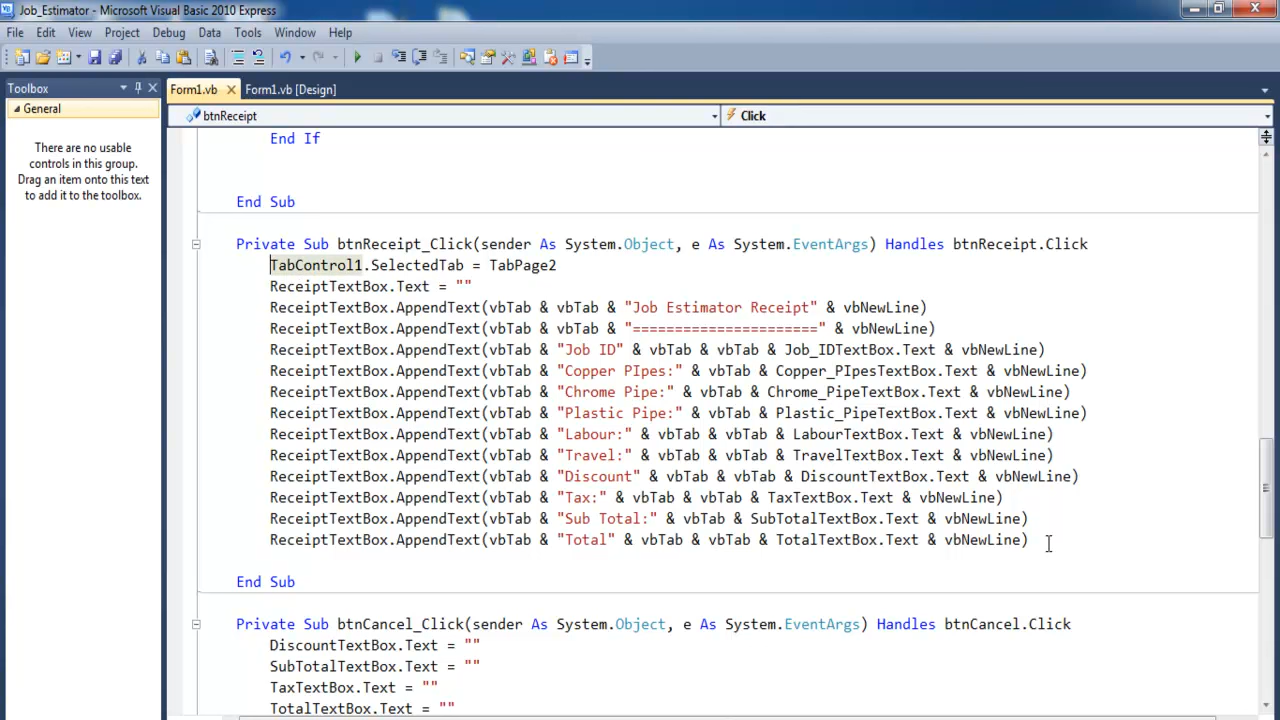 Job_Estimator - Microsoft Visual Basic 2010 Express
File Edit View Project Debug Data Tools Window Help
Toolbox
Form1.vb Form1.vb [Design]
General
btnReceipt Click
There are no usable
controls in this group.
Drag an item onto this text
to add it to the toolbox.
End If
End Sub
Private Sub btnReceipt_Click(sender As System.Object, e As System.EventArgs) Handles btnReceipt.Click
TabControl1.SelectedTab = TabPage2
ReceiptTextBox.Text = ""
ReceiptTextBox.AppendText(vbTab & vbTab & "Job Estimator Receipt" & vbNewLine)
ReceiptTextBox.AppendText(vbTab & vbTab & "======================" & vbNewLine)
ReceiptTextBox.AppendText(vbTab & "Job ID" & vbTab & vbTab & Job_IDTextBox.Text & vbNewLine)
ReceiptTextBox.AppendText(vbTab & "Copper PIpes:" & vbTab & Copper_PIpesTextBox.Text & vbNewLine)
ReceiptTextBox.AppendText(vbTab & "Chrome Pipe:" & vbTab & Chrome_PipeTextBox.Text & vbNewLine)
ReceiptTextBox.AppendText(vbTab & "Plastic Pipe:" & vbTab & Plastic_PipeTextBox.Text & vbNewLine)
ReceiptTextBox.AppendText(vbTab & "Labour:" & vbTab & vbTab & LabourTextBox.Text & vbNewLine)
ReceiptTextBox.AppendText(vbTab & "Travel:" & vbTab & vbTab & TravelTextBox.Text & vbNewLine)
ReceiptTextBox.AppendText(vbTab & "Discount" & vbTab & vbTab & DiscountTextBox.Text & vbNewLine)
ReceiptTextBox.AppendText(vbTab & "Tax:" & vbTab & vbTab & TaxTextBox.Text & vbNewLine)
ReceiptTextBox.AppendText(vbTab & "Sub Total:" & vbTab & SubTotalTextBox.Text & vbNewLine)
ReceiptTextBox.AppendText(vbTab & "Total" & vbTab & vbTab & TotalTextBox.Text & vbNewLine)
End Sub
Private Sub btnCancel_Click(sender As System.Object, e As System.EventArgs) Handles btnCancel.Click
DiscountTextBox.Text = ""
SubTotalTextBox.Text = ""
TaxTextBox.Text = ""
TotalTextBox.Text = ""